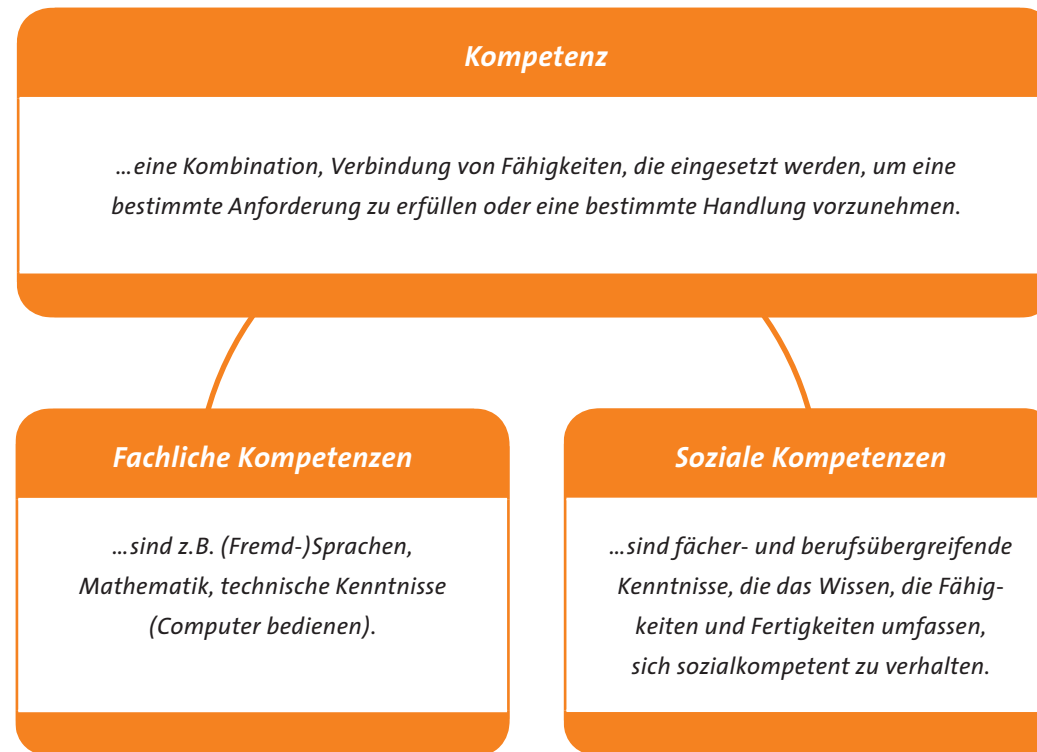 Kompetenz
...eine Kombination, Verbindung von Fähigkeiten, die eingesetzt werden, um eine
bestimmte Anforderung zu erfüllen oder eine bestimmte Handlung vorzunehmen.
Fachliche Kompetenzen
...sind z.B. (Fremd-)Sprachen,
Mathematik, technische Kenntnisse
(Computer bedienen).
Soziale Kompetenzen
...sind fächer- und berufsübergreifende
Kenntnisse, die das Wissen, die Fähig-
keiten und Fertigkeiten umfassen,
sich sozialkompetent zu verhalten.